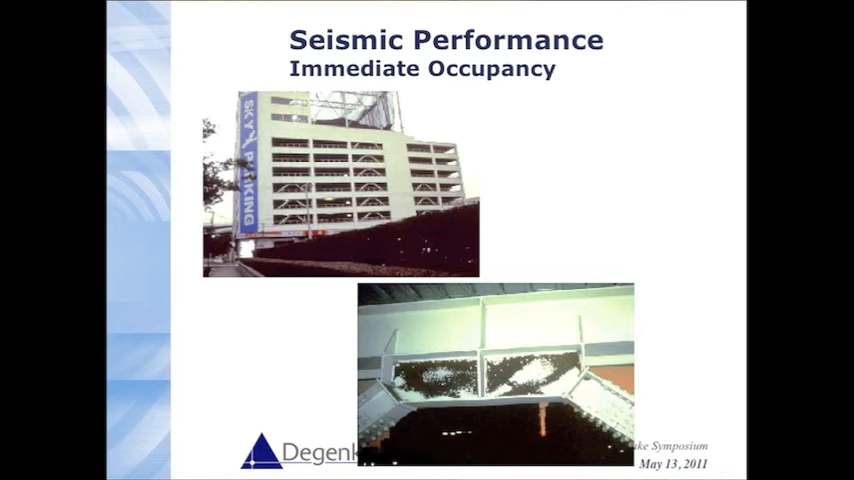 Seismic Performance
Immediate Occupancy
SKY PARKING
Degenk
ke Symposium
May 13, 2011